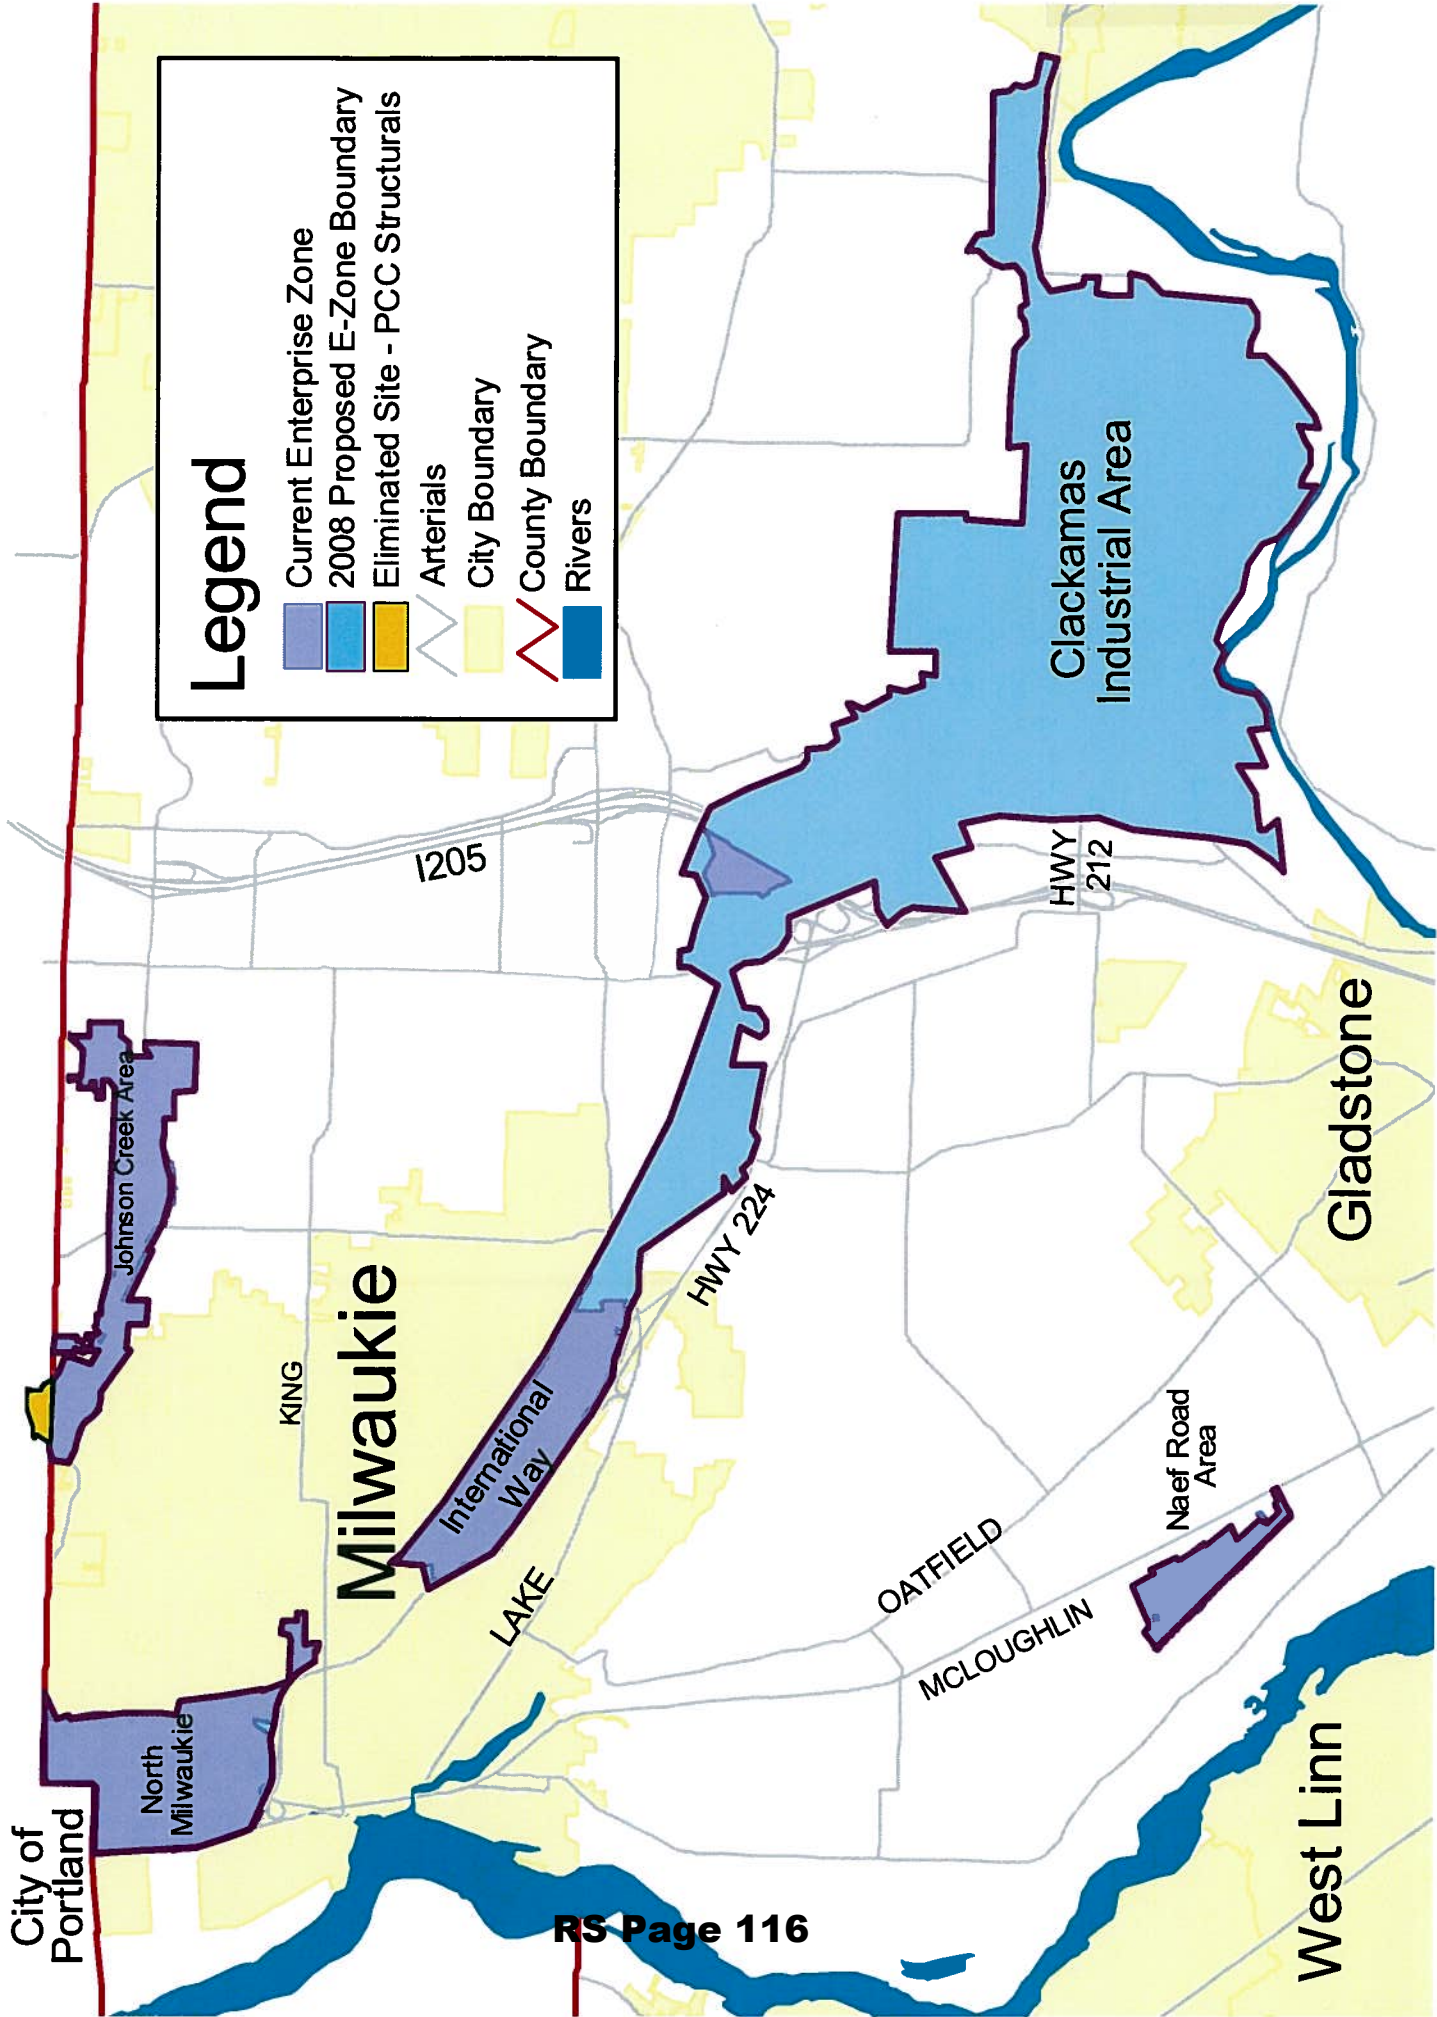 City of
Portland
North
Milwaukie
Johnson Creek Area
KING
Milwaukie
I205
International
Way
LAKE
HWY 224
OATFIELD
MCLOUGHLIN
Naef Road
Area
HWY
212
Clackamas
Industrial Area
Gladstone
West Linn
Legend
Current Enterprise Zone
2008 Proposed E-Zone Boundary
Eliminated Site - PCC Structurals
Arterials
City Boundary
County Boundary
Rivers
RS Page 116